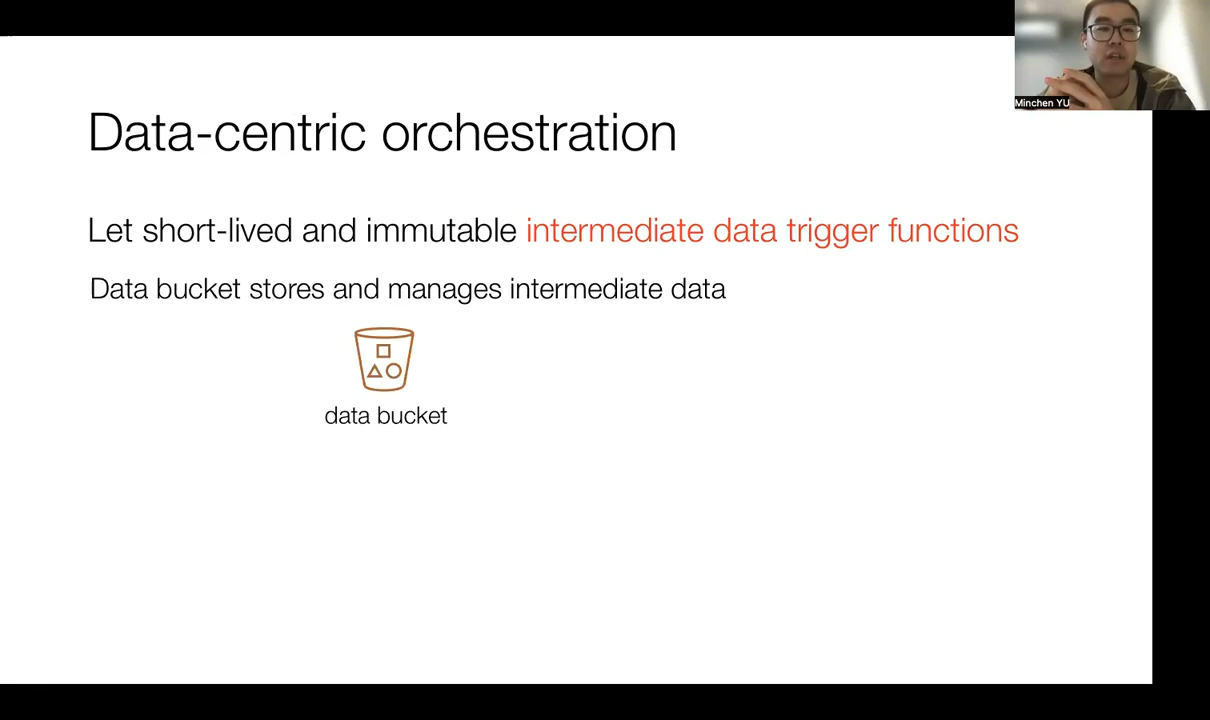 Minchen YU
Data-centric orchestration
Let short-lived and immutable intermediate data trigger functions
Data bucket stores and manages intermediate data
data bucket